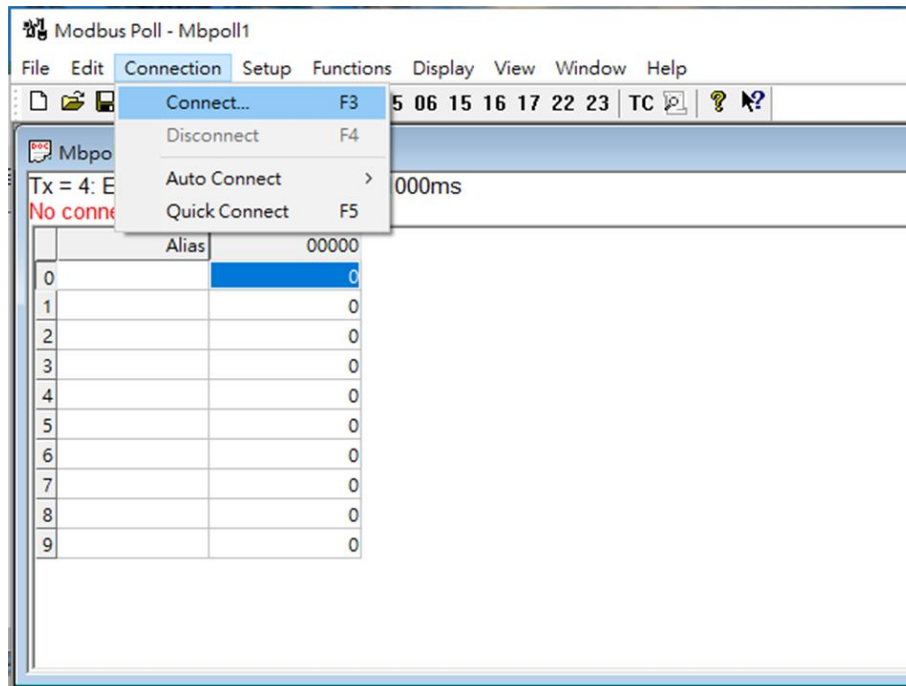 Modbus Poll - Mbpoll1
File Edit Connection Setup Functions Display View Window Help
5 06 15 16 17 22 23 TC
Connect... F3
Disconnect F4
Auto Connect >
Quick Connect F5
Tx = 4: 000ms
No
Alias 00000
0 0
1 0
2 0
3 0
4 0
5 0
6 0
7 0
8 0
9 0